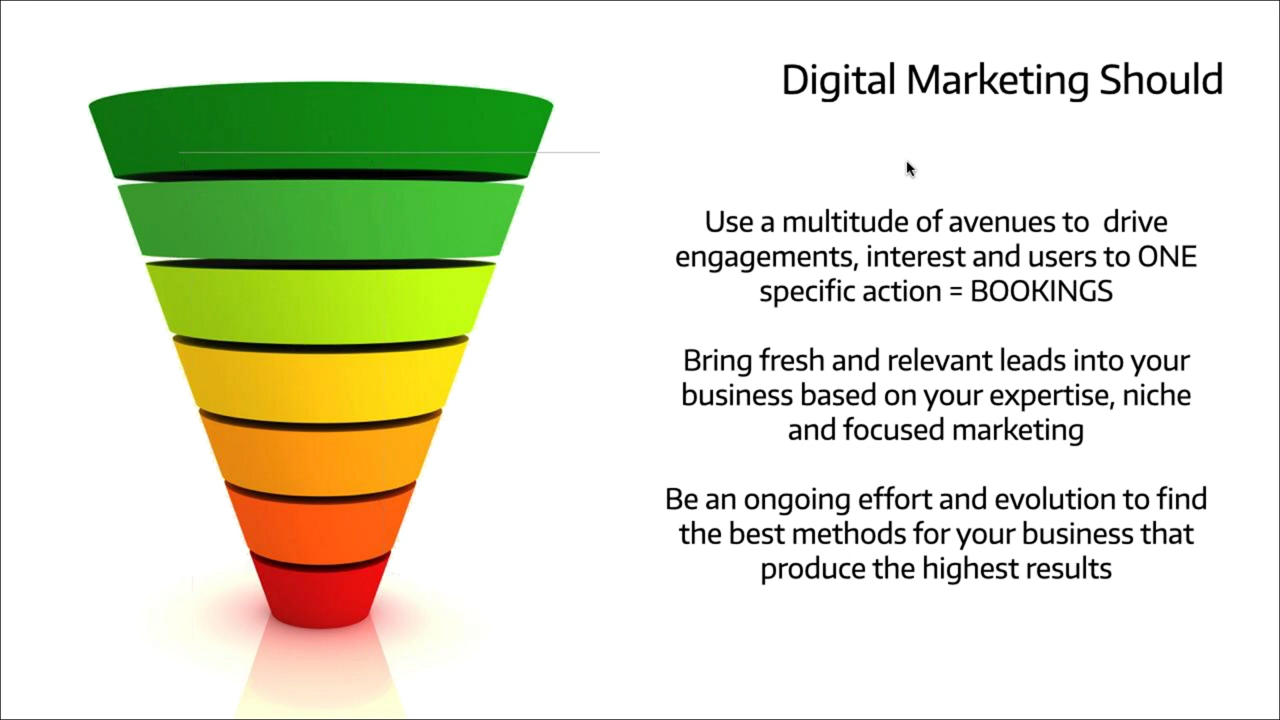 Digital Marketing Should
Use a multitude of avenues to  drive
engagements, interest and users to ONE
specific action = BOOKINGS
Bring fresh and relevant leads into your
business based on your expertise, niche
and focused marketing
Be an ongoing effort and evolution to find
the best methods for your business that
produce the highest results